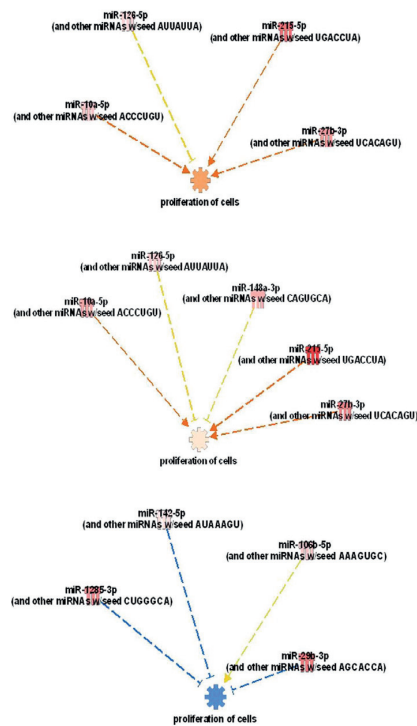 miR-126-5p
(and other miRNAs w/seed AUUAUUA)
miR-215-5p
(and other miRNAs w/seed UGACCUA)
miR-10a-5p
(and other miRNAs w/seed ACCCUGU)
miR-27b-3p
(and other miRNAs w/seed UCACAGU)
proliferation of cells
miR-126-5p
(and other miRNAs w/seed AUUAUUA)
miR-148a-3p
(and other miRNAs w/seed CAGUGCA)
miR-10a-5p
(and other miRNAs w/seed ACCCUGU)
miR-215-5p
(and other miRNAs w/seed UGACCUA)
miR-27b-3p
(and other miRNAs w/seed UCACAGU)
proliferation of cells
miR-142-5p
(and other miRNAs w/seed AUAAAGU)
miR-106b-5p
(and other miRNAs w/seed AAAGUGC)
miR-1285-3p
(and other miRNAs w/seed CUGGGCA)
miR-29b-3p
(and other miRNAs w/seed AGCACCA)
proliferation of cells